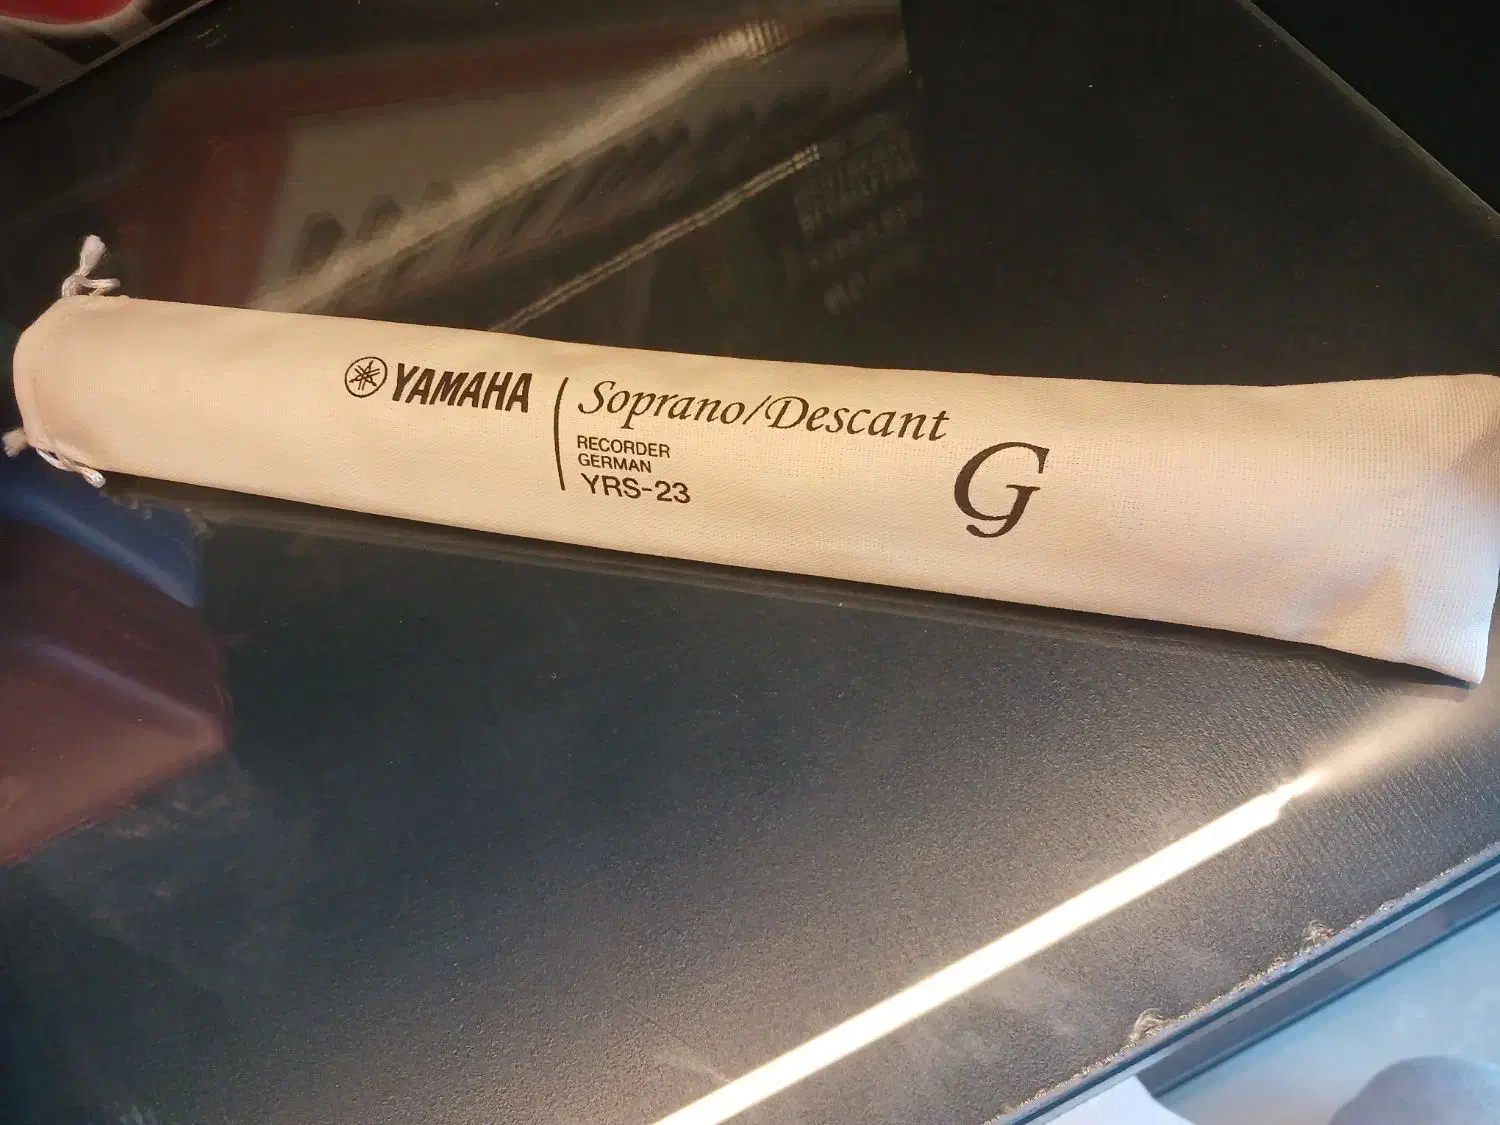 YAMAHA
Soprano/Descant
RECORDER
GERMAN
YRS-23
G